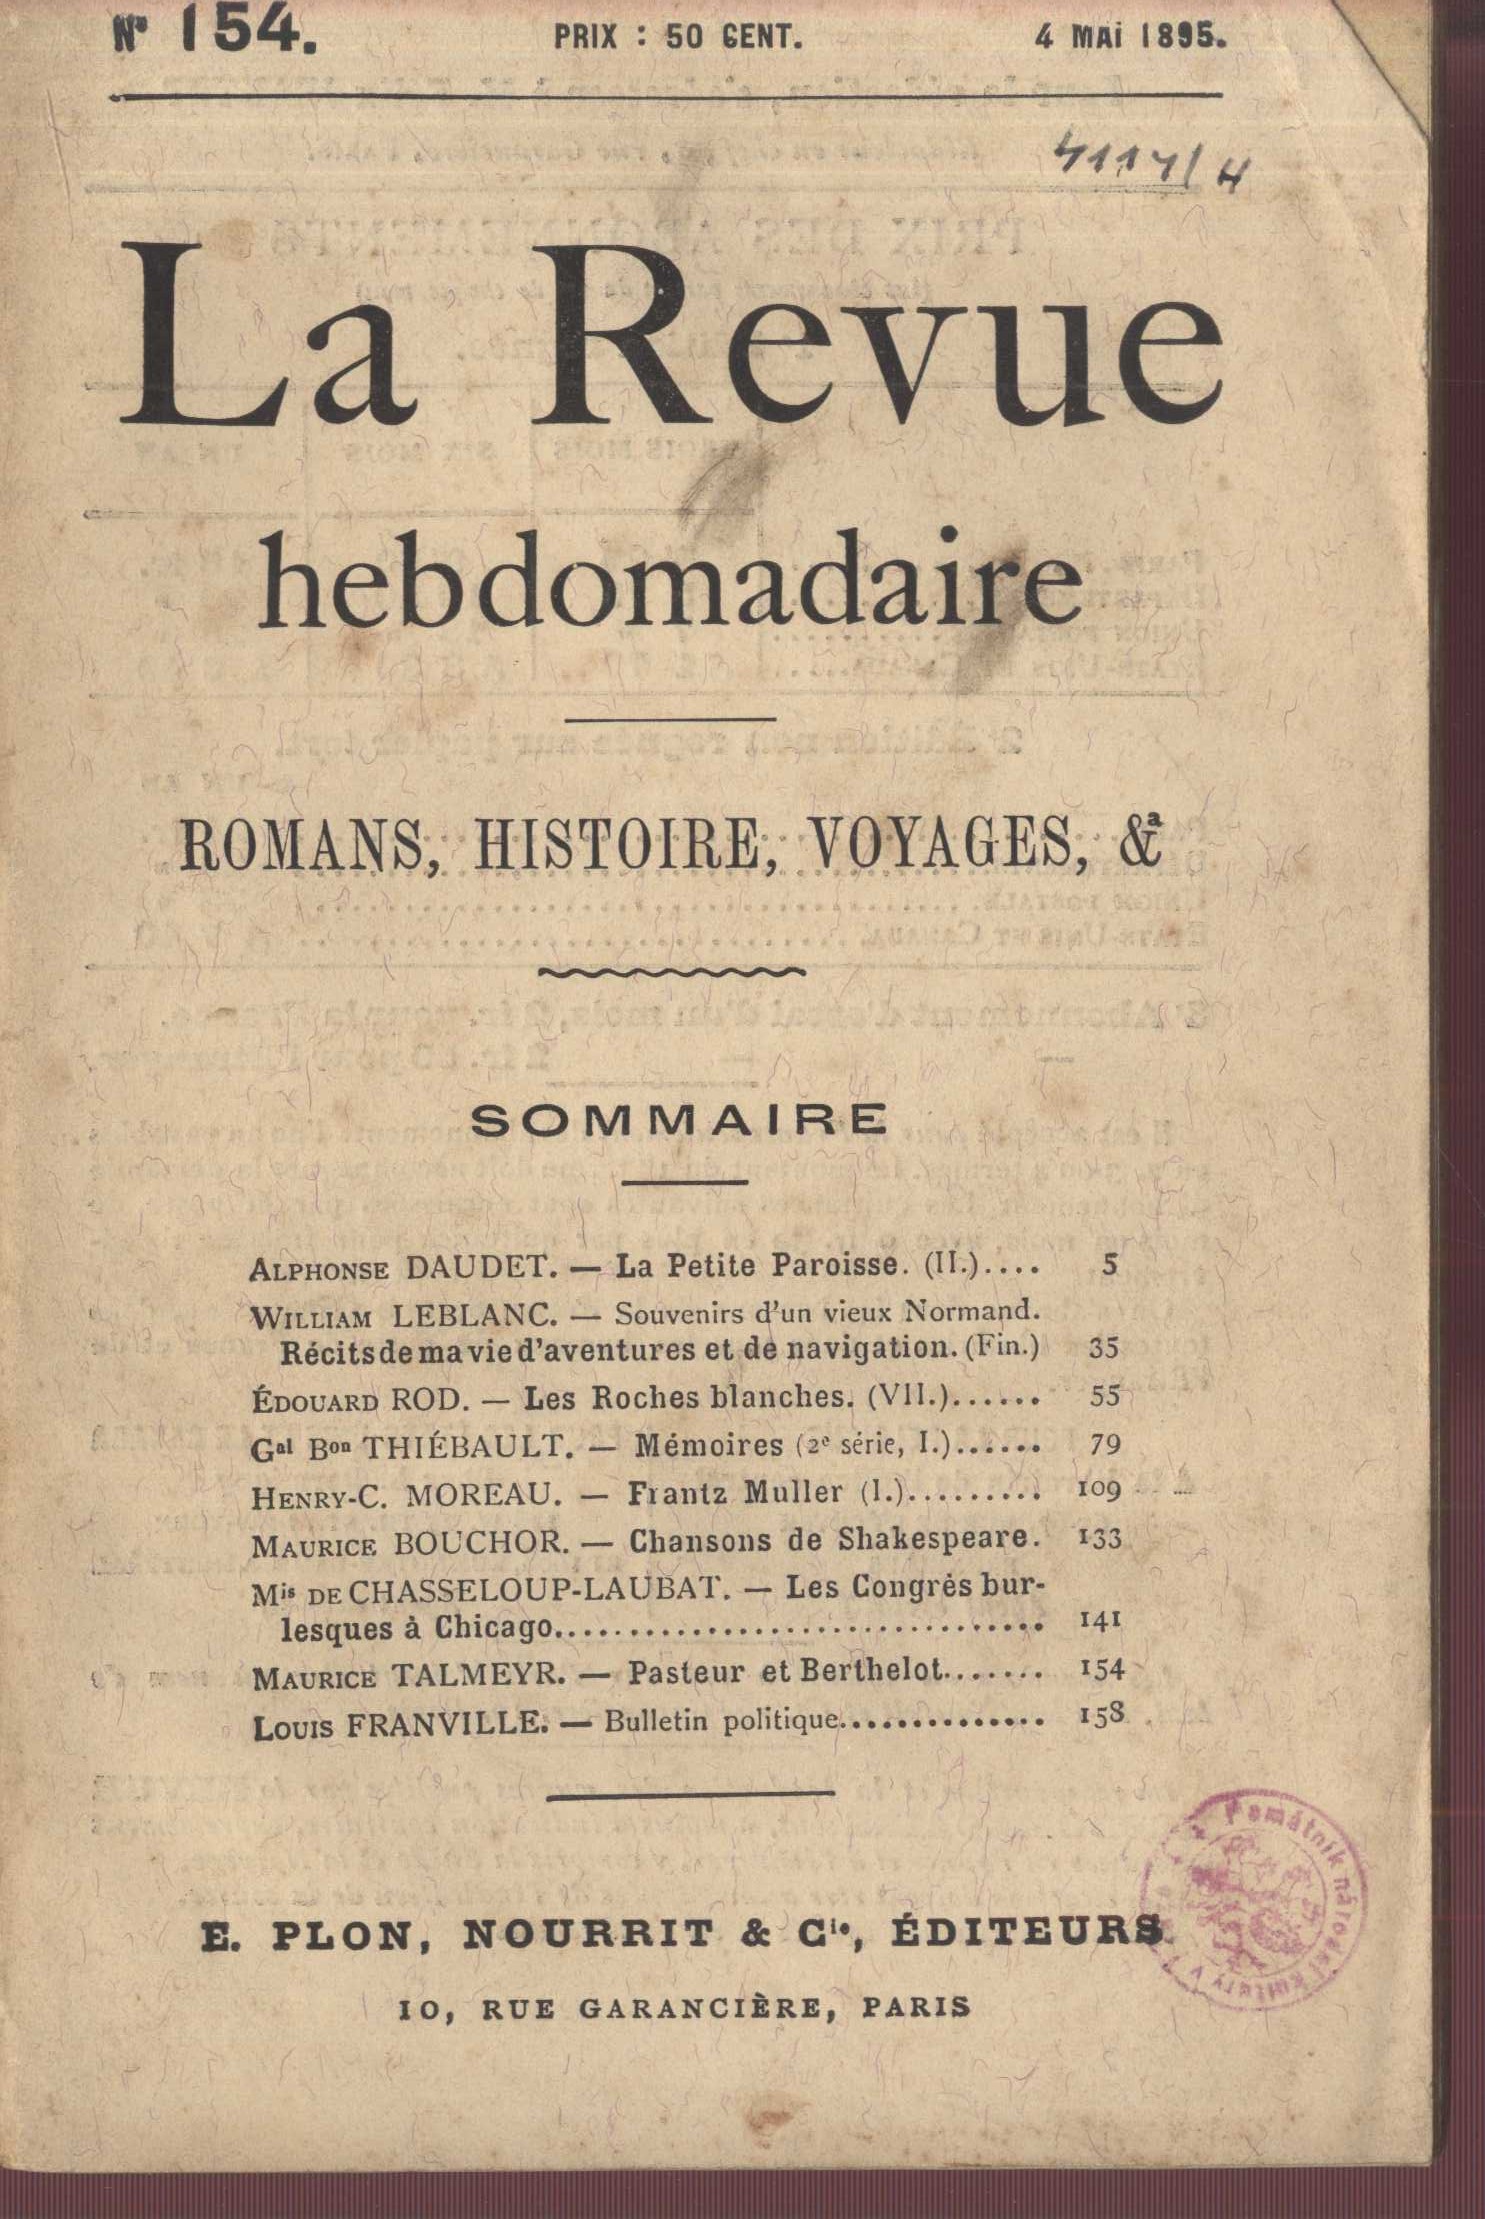 N° 154.
PRIX : 50 CENT.
4 MAI 1895.
4114/4
La Revue
hebdomadaire
ROMANS, HISTOIRE, VOYAGES, &ª
SOMMAIRE
ALPHONSE DAUDET. — La Petite Paroisse. (II.).... 5
WILLIAM LEBLANC. — Souvenirs d'un vieux Normand.
Récits de ma vie d'aventures et de navigation. (Fin.) 35
ÉDOUARD ROD. — Les Roches blanches. (VII.)...... 55
Gᵃˡ Bᵒⁿ THIÉBAULT. — Mémoires (2ᵉ série, I.)...... 79
HENRY-C. MOREAU. — Frantz Muller (I.)......... 109
MAURICE BOUCHOR. — Chansons de Shakespeare. 133
Mⁱˢ DE CHASSELOUP-LAUBAT. — Les Congrès bur-
lesques à Chicago................................. 141
MAURICE TALMEYR. — Pasteur et Berthelot....... 154
LOUIS FRANVILLE. — Bulletin politique.............. 158
E. PLON, NOURRIT & Cⁱᵉ, ÉDITEURS
10, RUE GARANCIÈRE, PARIS
Památník národní